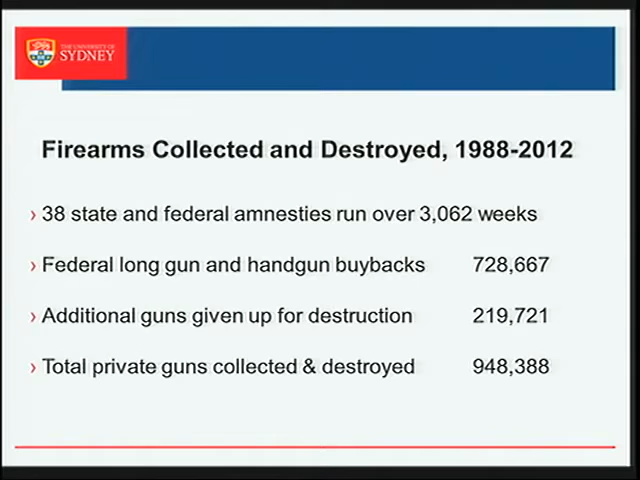 THE UNIVERSITY OF
SYDNEY
Firearms Collected and Destroyed, 1988-2012
› 38 state and federal amnesties run over 3,062 weeks
› Federal long gun and handgun buybacks 728,667
› Additional guns given up for destruction 219,721
› Total private guns collected & destroyed 948,388